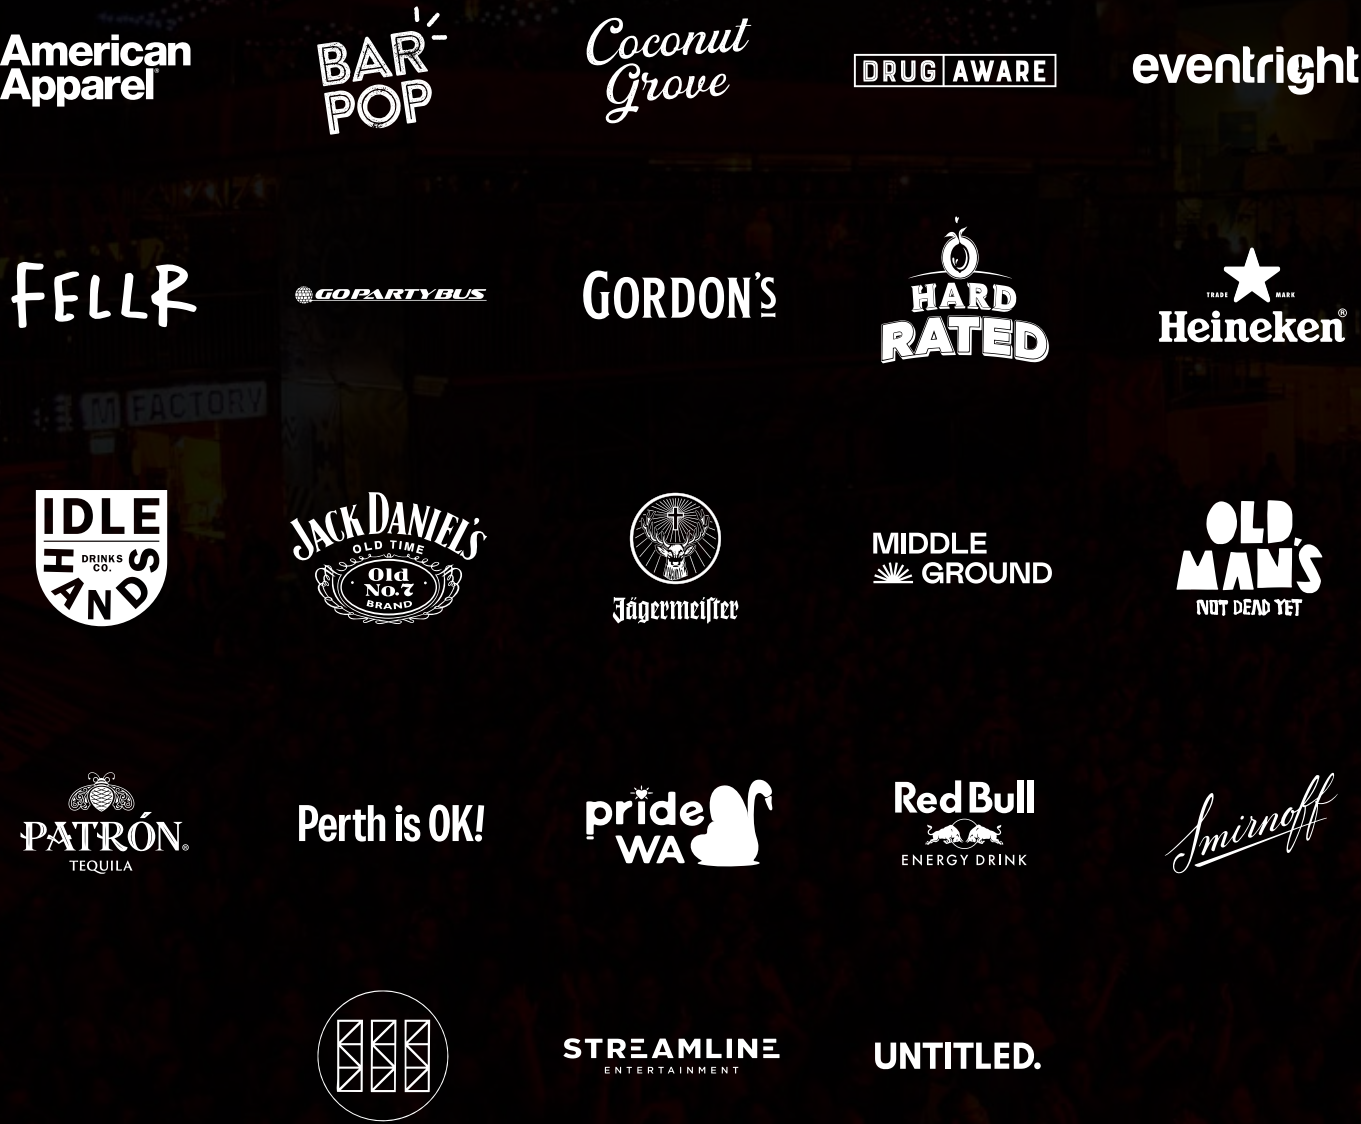 American
Apparel
BAR
POP
Coconut
Grove
DRUG AWARE
eventright
FELLR
GOPARTYBUS
GORDON'S
HARD
RATED
TRADE MARK
Heineken®
IDLE
HANDS
DRINKS
CO.
JACK DANIEL'S
OLD TIME
Old
No.7
BRAND
Jägermeiſter
MIDDLE
GROUND
OLD
MAN'S
NOT DEAD YET
PATRÓN®
TEQUILA
Perth is OK!
pride
WA
Red Bull
ENERGY DRINK
Smirnoff
STREAMLINE
ENTERTAINMENT
UNTITLED.
M FACTORY